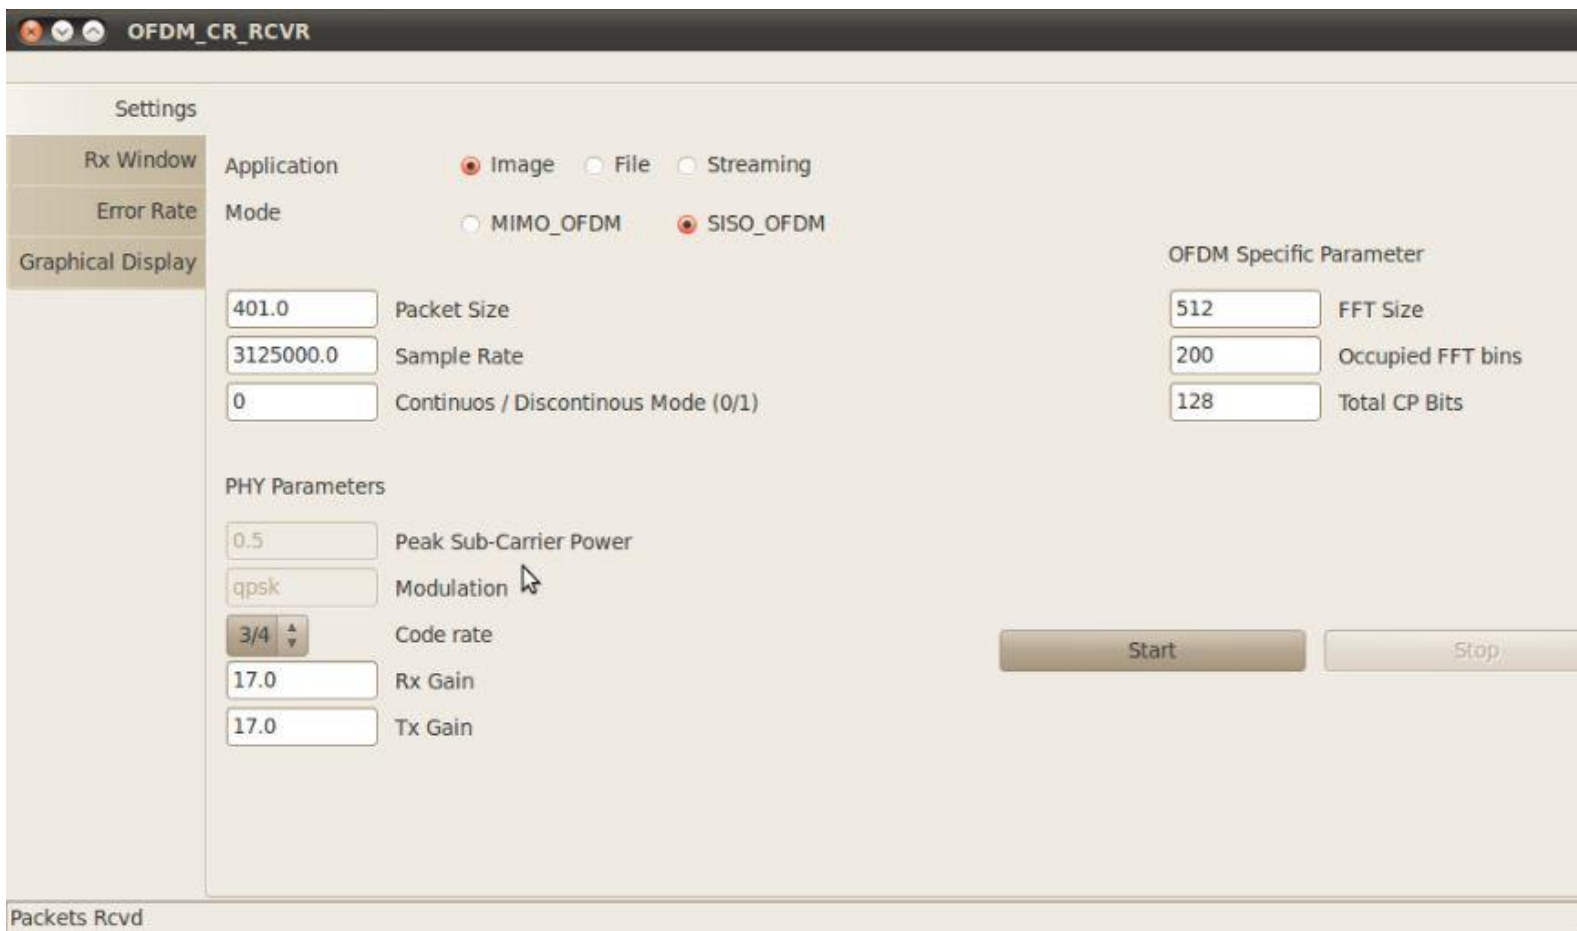 OFDM_CR_RCVR
Settings
Rx Window
Error Rate
Graphical Display
Application
Image File Streaming
Mode
MIMO_OFDM SISO_OFDM
OFDM Specific Parameter
401.0 Packet Size
512 FFT Size
3125000.0 Sample Rate
200 Occupied FFT bins
0 Continuos / Discontinous Mode (0/1)
128 Total CP Bits
PHY Parameters
0.5 Peak Sub-Carrier Power
qpsk Modulation
3/4 Code rate
Start Stop
17.0 Rx Gain
17.0 Tx Gain
Packets Rcvd